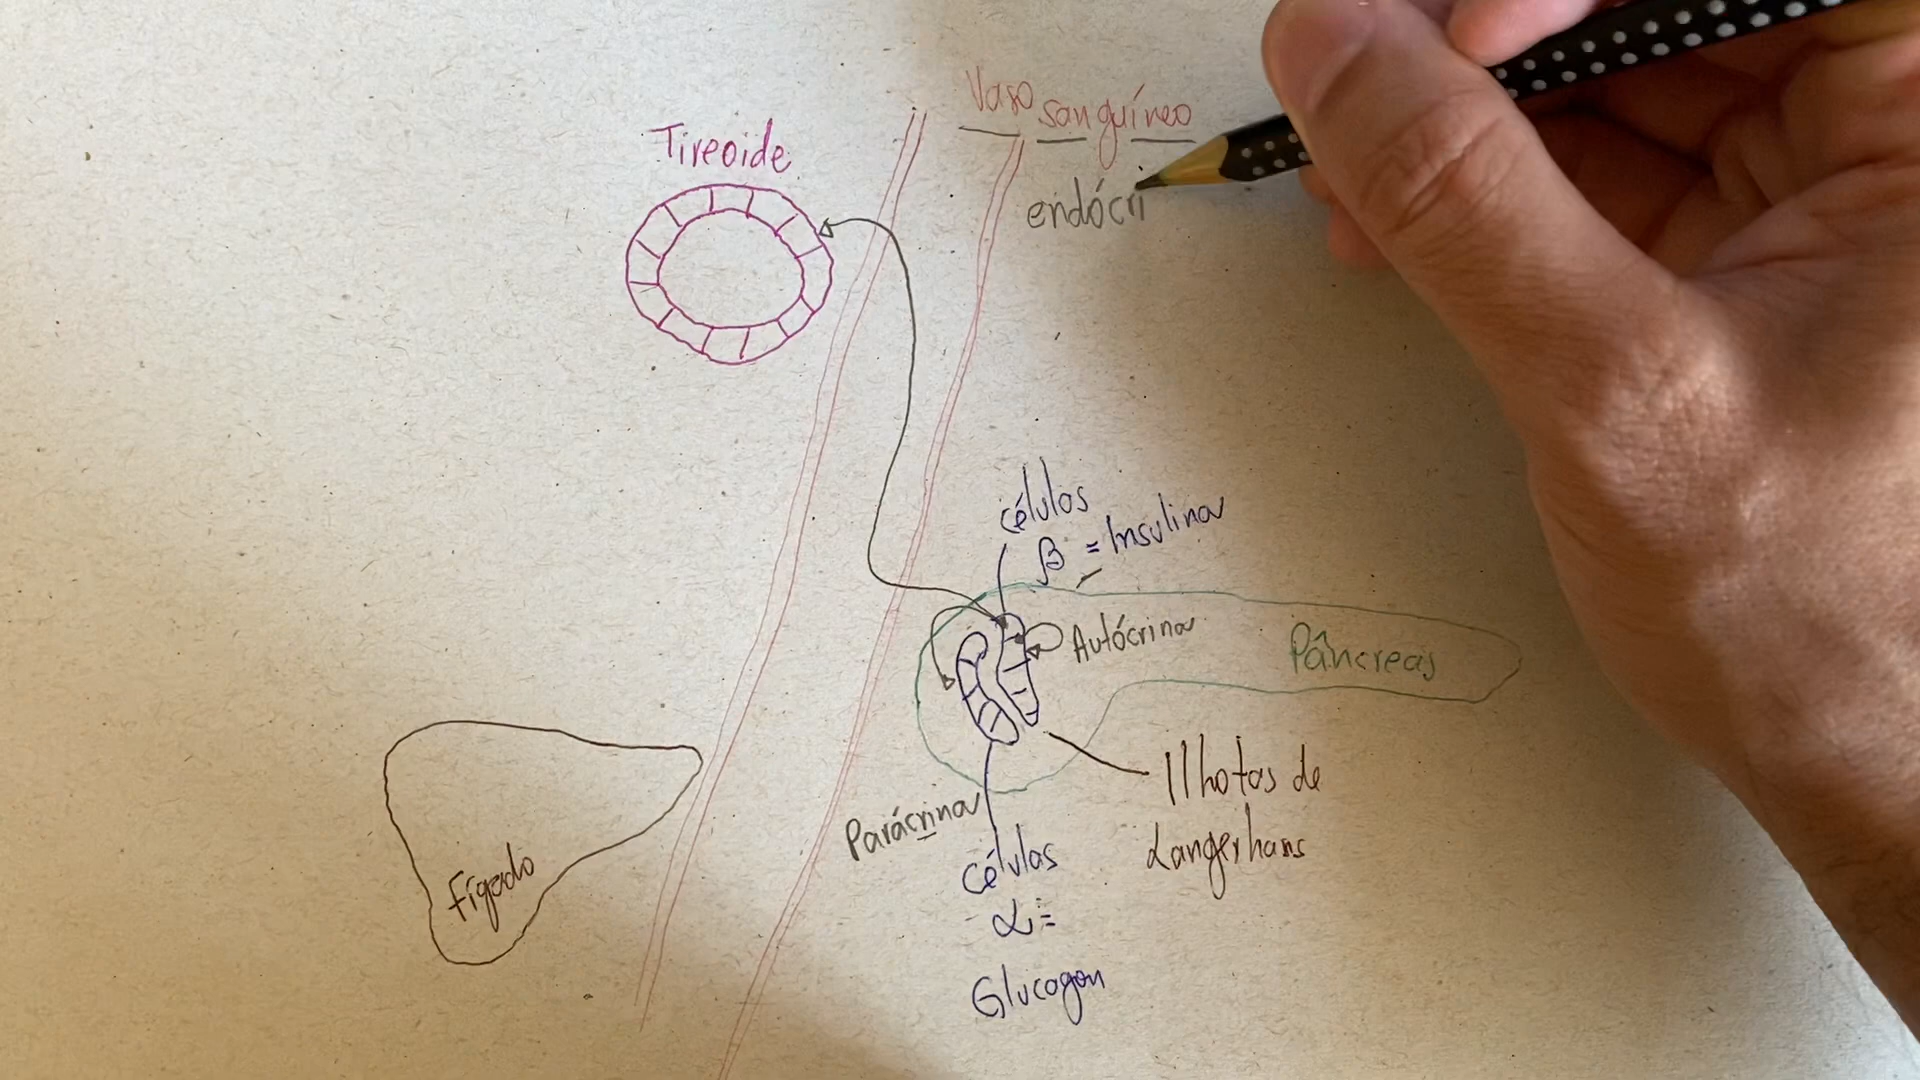 Tireoide
Vaso sanguíneo
endócri
células
β = Insulina
Autócrina
Pâncreas
Ilhotas de
Langerhans
Parácrina
Células
α =
Glucagon
Fígado